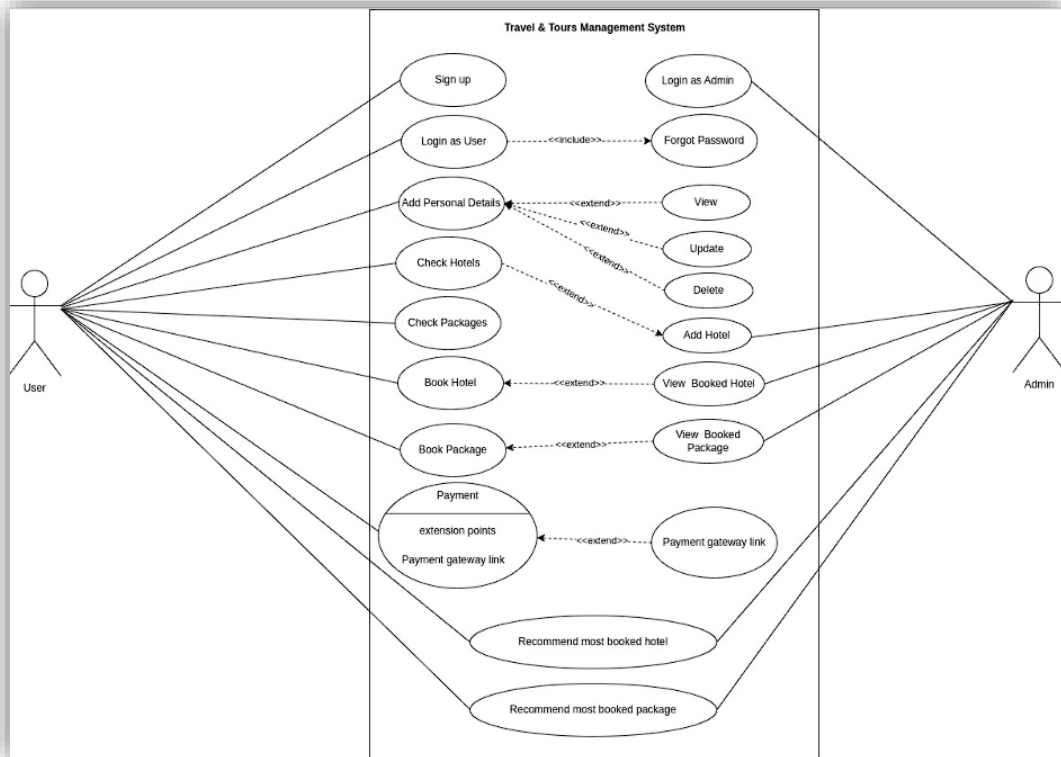 Travel & Tours Management System
Sign up
Login as Admin
Login as User
<<include>>
Forgot Password
Add Personal Details
<<extend>>
View
<<extend>>
Update
<<extend>>
Delete
Check Hotels
<<extend>>
Add Hotel
Check Packages
Book Hotel
<<extend>>
View Booked Hotel
User
Admin
Book Package
<<extend>>
View Booked
Package
Payment
extension points
Payment gateway link
<<extend>>
Payment gateway link
Recommend most booked hotel
Recommend most booked package